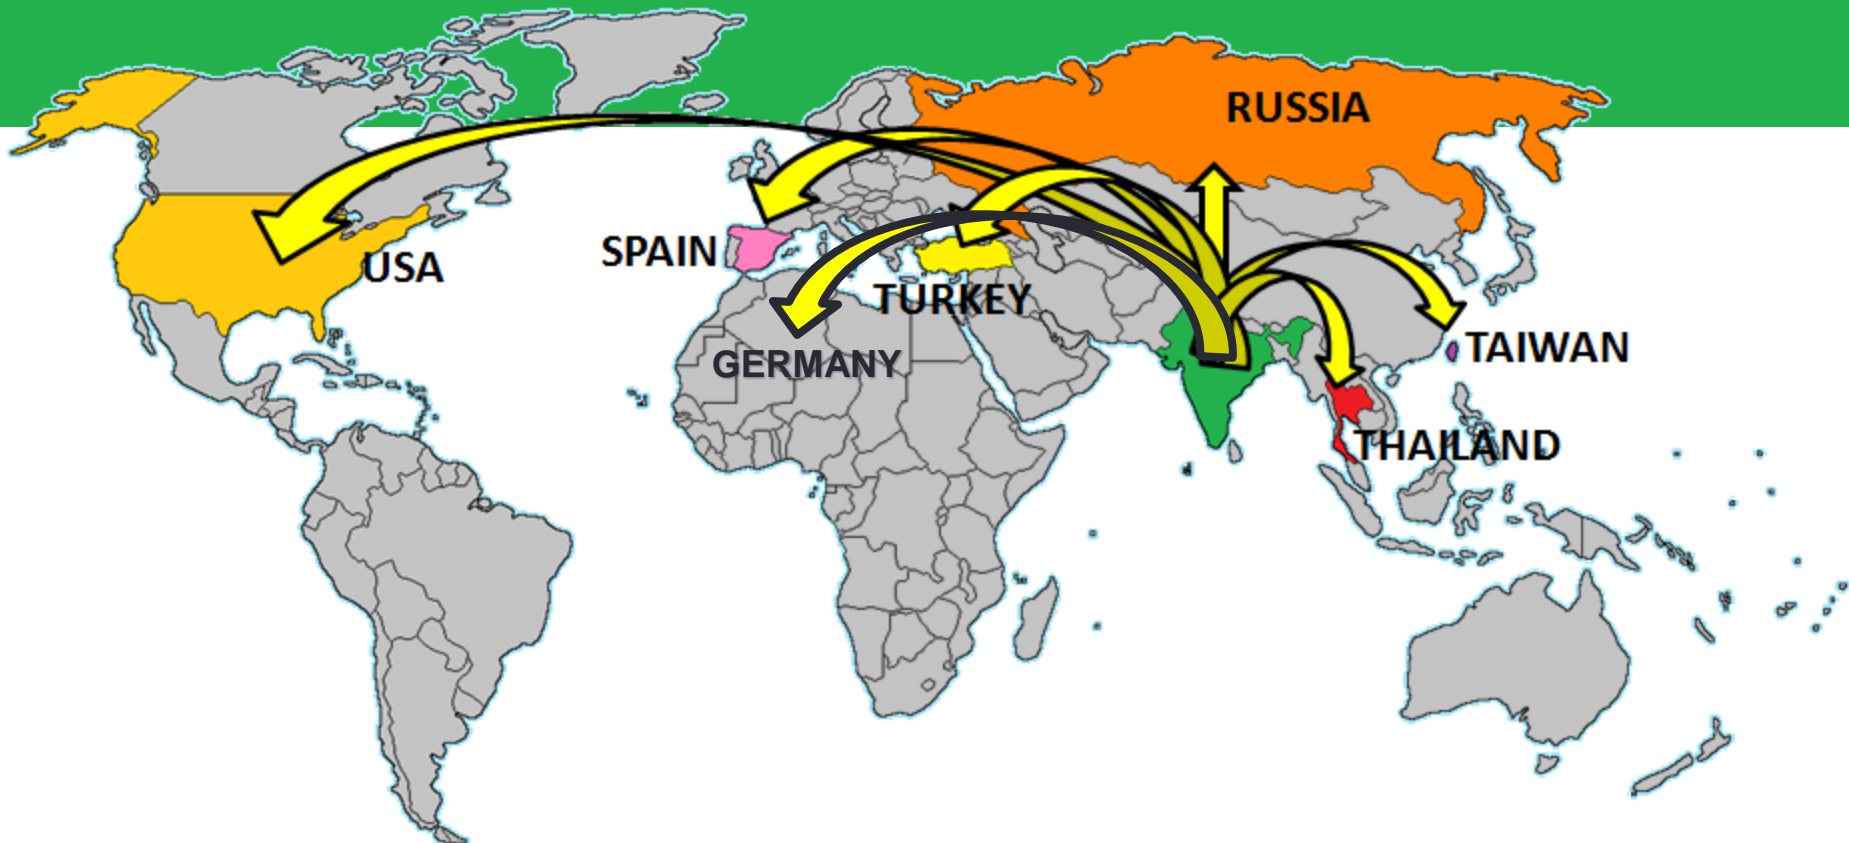 RUSSIA
SPAIN
USA
TURKEY
TAIWAN
GERMANY
THAILAND